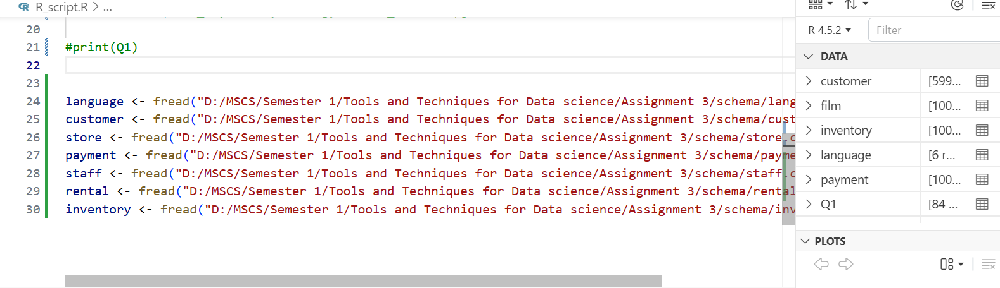 R_script.R > ...
20
21 #print(Q1)
22
23
24 language <- fread("D:/MSCS/Semester 1/Tools and Techniques for Data science/Assignment 3/schema/lang
25 customer <- fread("D:/MSCS/Semester 1/Tools and Techniques for Data science/Assignment 3/schema/cust
26 store <- fread("D:/MSCS/Semester 1/Tools and Techniques for Data science/Assignment 3/schema/store.c
27 payment <- fread("D:/MSCS/Semester 1/Tools and Techniques for Data science/Assignment 3/schema/payme
28 staff <- fread("D:/MSCS/Semester 1/Tools and Techniques for Data science/Assignment 3/schema/staff.c
29 rental <- fread("D:/MSCS/Semester 1/Tools and Techniques for Data science/Assignment 3/schema/rental
30 inventory <- fread("D:/MSCS/Semester 1/Tools and Techniques for Data science/Assignment 3/schema/inv
R 4.5.2
Filter
DATA
customer [599...
film [100...
inventory [100...
language [6 r...
payment [100...
Q1 [84 ...
PLOTS